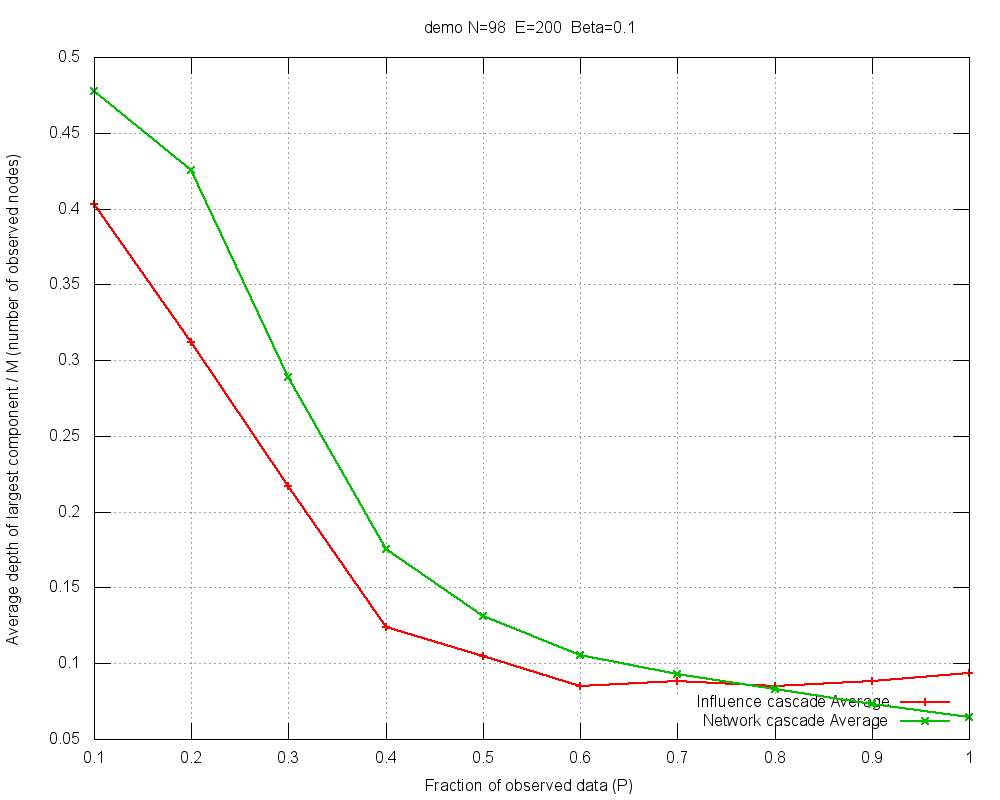 demo N=98  E=200  Beta=0.1
0.5
0.45
0.4
0.35
0.3
0.25
0.2
0.15
0.1
0.05
Average depth of largest component / M (number of observed nodes)
Influence cascade Average
Network cascade Average
0.1 0.2 0.3 0.4 0.5 0.6 0.7 0.8 0.9 1
Fraction of observed data (P)